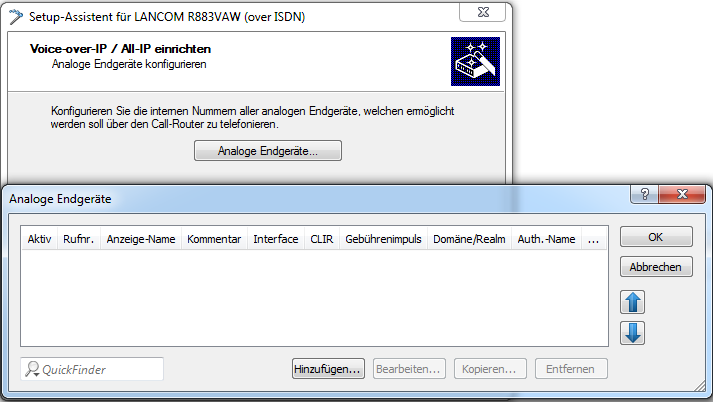 Setup-Assistent für LANCOM R883VAW (over ISDN)
Voice-over-IP / All-IP einrichten
Analoge Endgeräte konfigurieren
Konfigurieren Sie die internen Nummern aller analogen Endgeräte, welchen ermöglicht
werden soll über den Call-Router zu telefonieren.
Analoge Endgeräte...
Analoge Endgeräte
Aktiv Rufnr. Anzeige-Name Kommentar Interface CLIR Gebührenimpuls Domäne/Realm Auth.-Name ...
OK
Abbrechen
QuickFinder
Hinzufügen... Bearbeiten... Kopieren... Entfernen